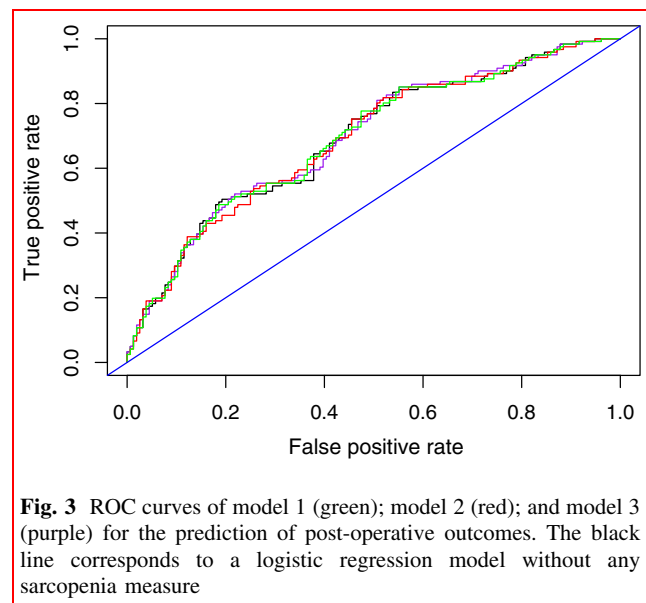 1.0
0.8
0.6
0.4
0.2
0.0
True positive rate
0.0 0.2 0.4 0.6 0.8 1.0
False positive rate
Fig. 3 ROC curves of model 1 (green); model 2 (red); and model 3
(purple) for the prediction of post-operative outcomes. The black
line corresponds to a logistic regression model without any
sarcopenia measure